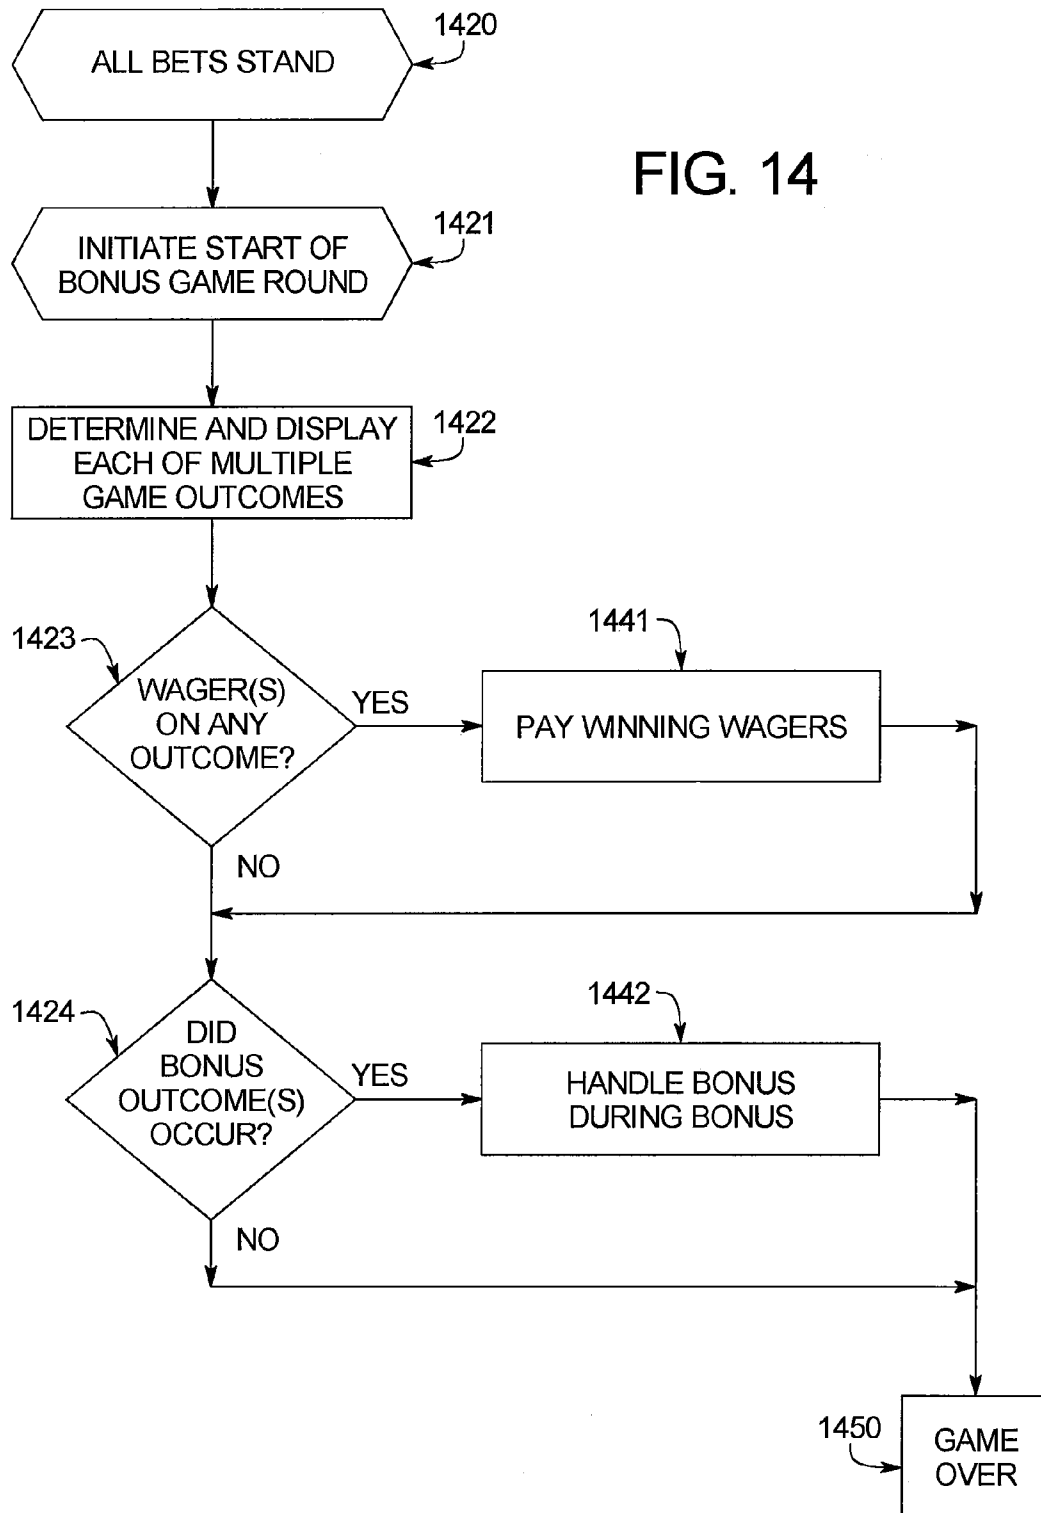 1420
ALL BETS STAND
FIG. 14
1421
INITIATE START OF
BONUS GAME ROUND
1422
DETERMINE AND DISPLAY
EACH OF MULTIPLE
GAME OUTCOMES
1423
WAGER(S)
ON ANY
OUTCOME?
YES
1441
PAY WINNING WAGERS
NO
1424
DID
BONUS
OUTCOME(S)
OCCUR?
YES
1442
HANDLE BONUS
DURING BONUS
NO
1450
GAME
OVER